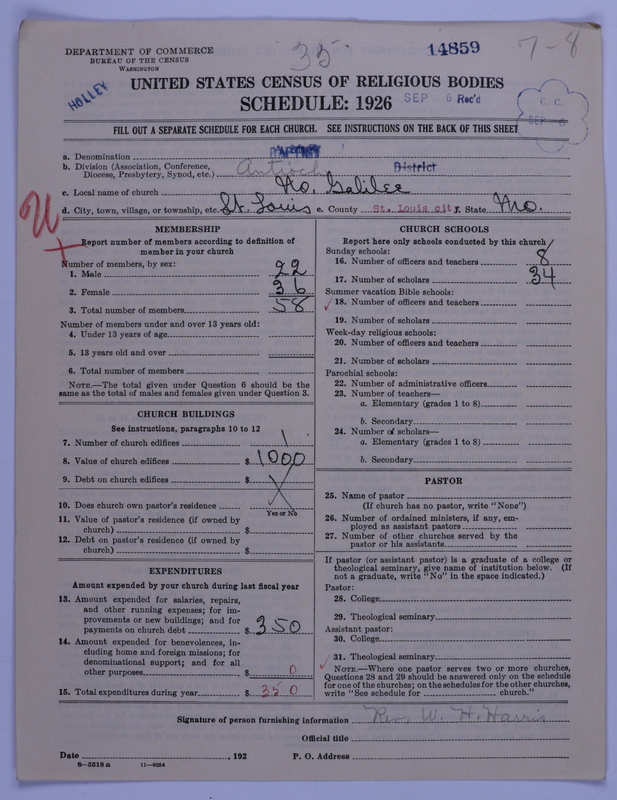 DEPARTMENT OF COMMERCE
BUREAU OF THE CENSUS
WASHINGTON
35
14859
7-8
HOLLEY
UNITED STATES CENSUS OF RELIGIOUS BODIES
SCHEDULE: 1926
SEP 6 Rec'd
C. C.
SEP 6
FILL OUT A SEPARATE SCHEDULE FOR EACH CHURCH. SEE INSTRUCTIONS ON THE BACK OF THIS SHEET
a. Denomination BAPTIST
b. Division (Association, Conference, Diocese, Presbytery, Synod, etc.) Antioch District
c. Local name of church No. Galilee
d. City, town, village, or township, etc. St. Louis e. County St. Louis city f. State Mo.
MEMBERSHIP
Report number of members according to definition of
member in your church
Number of members, by sex:
1. Male 22
2. Female 36
3. Total number of members 58
Number of members under and over 13 years old:
4. Under 13 years of age
5. 13 years old and over
6. Total number of members
NOTE.—The total given under Question 6 should be the
same as the total of males and females given under Question 3.
CHURCH BUILDINGS
See instructions, paragraphs 10 to 12
7. Number of church edifices 1
8. Value of church edifices $1000
9. Debt on church edifices $
10. Does church own pastor's residence
Yes or No
11. Value of pastor's residence (if owned by
church) $
12. Debt on pastor's residence (if owned by
church) $
EXPENDITURES
Amount expended by your church during last fiscal year
13. Amount expended for salaries, repairs,
and other running expenses; for im-
provements or new buildings; and for
payments on church debt $350
14. Amount expended for benevolences, in-
cluding home and foreign missions; for
denominational support; and for all
other purposes $0
15. Total expenditures during year $350
CHURCH SCHOOLS
Report here only schools conducted by this church
Sunday schools:
16. Number of officers and teachers 8
17. Number of scholars 34
Summer vacation Bible schools:
18. Number of officers and teachers
19. Number of scholars
Week-day religious schools:
20. Number of officers and teachers
21. Number of scholars
Parochial schools:
22. Number of administrative officers
23. Number of teachers—
a. Elementary (grades 1 to 8)
b. Secondary
24. Number of scholars—
a. Elementary (grades 1 to 8)
b. Secondary
PASTOR
25. Name of pastor
(If church has no pastor, write "None")
26. Number of ordained ministers, if any, em-
ployed as assistant pastors
27. Number of other churches served by the
pastor or his assistants
If pastor (or assistant pastor) is a graduate of a college or
theological seminary, give name of institution below. (If
not a graduate, write "No" in the space indicated.)
Pastor:
28. College
29. Theological seminary
Assistant pastor:
30. College
31. Theological seminary
NOTE.—Where one pastor serves two or more churches,
Questions 28 and 29 should be answered only on the schedule
for one of the churches; on the schedules for the other churches,
write "See schedule for church."
Signature of person furnishing information Rev. W. H. Harris
Official title
Date , 192 P. O. Address
8—5518 a 11—9034